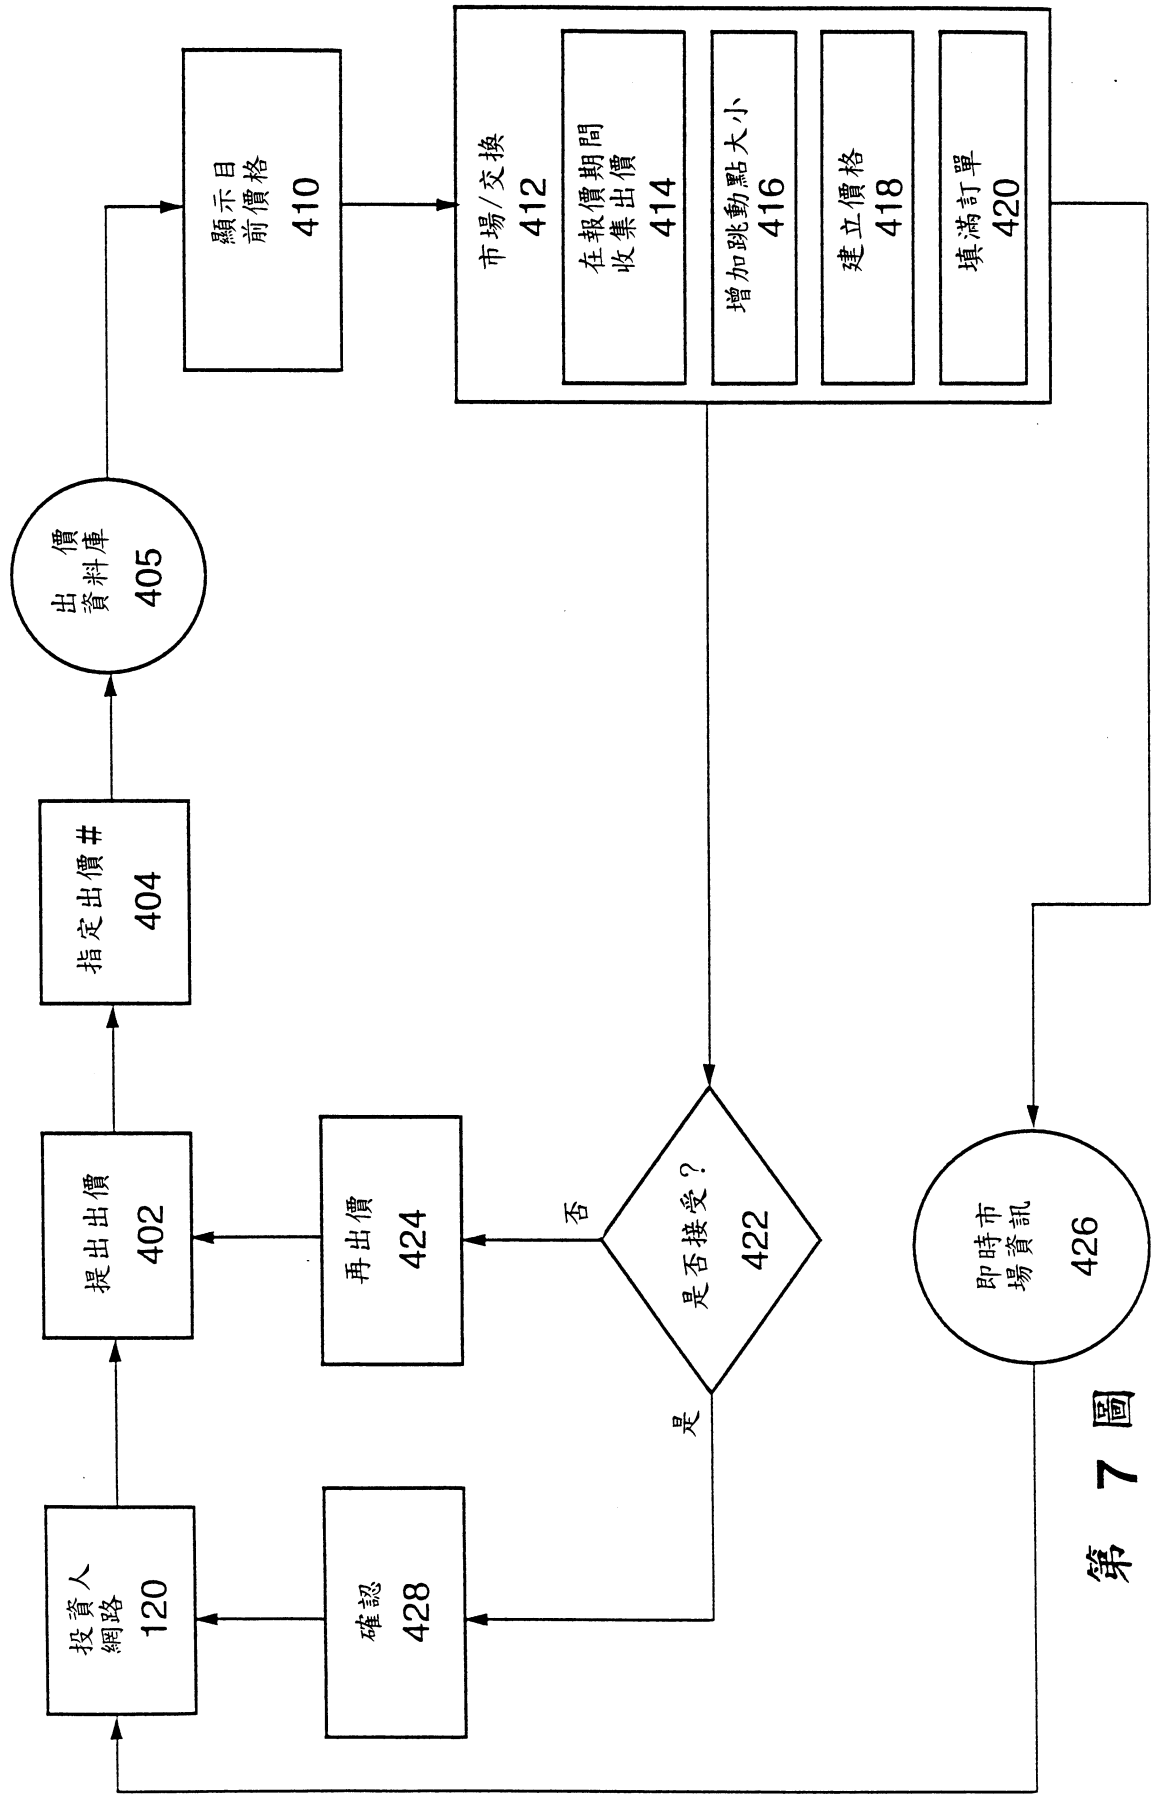 投資人
網路
120
提出出價
402
指定出價#
404
出 價
資料庫
405
顯示目
前價格
410
市場/交換
412
在報價期間
收集出價
414
增加跳動點大小
416
建立價格
418
填滿訂單
420
確認
428
再出價
424
是
否
是否接受?
422
即時市
場資訊
426
第 7 圖